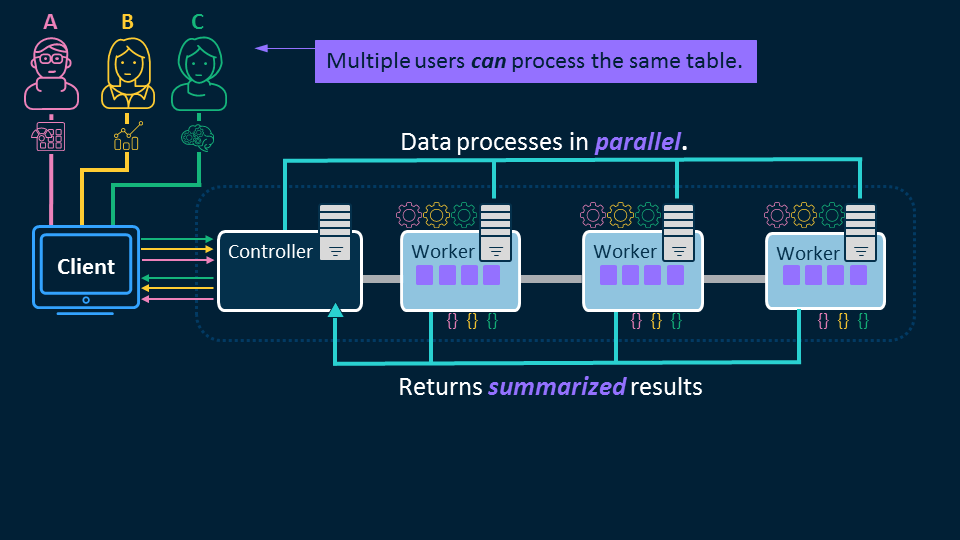 A B C
Multiple users can process the same table.
Data processes in parallel.
Client
Controller
Worker
Worker
Worker
{} {} {}
{} {} {}
{} {} {}
Returns summarized results